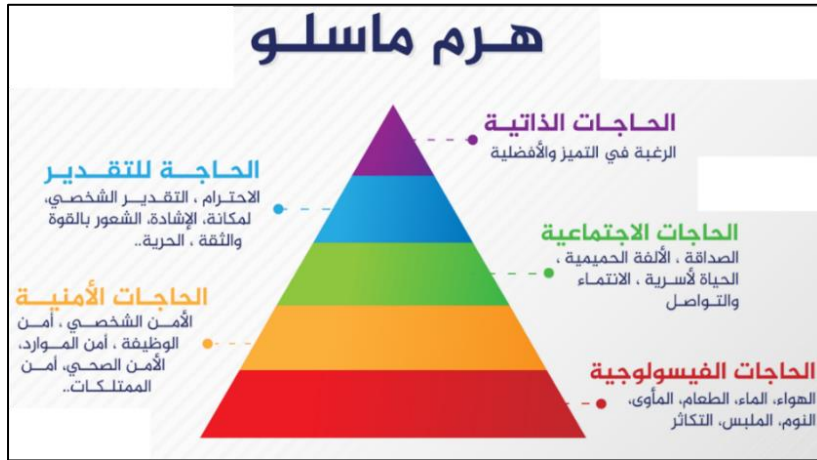 هرم ماسلو
الحاجات الذاتية
الرغبة في التميز والأفضلية
الحاجة للتقدير
الاحترام ، التقدير الشخصي،
لمكانة، الإشادة، الشعور بالقوة
والثقة ، الحرية..
الحاجات الاجتماعية
الصداقة ، الألفة الحميمية ،
الحياة لأسرية ، الانتماء
والتواصل
الحاجات الأمنية
الأمن الشخصي ، أمن
الوظيفة ، أمن الموارد،
الأمن الصحي، أمن
الممتلكات..
الحاجات الفيسولوجية
الهواء، الماء، الطعام، المأوى،
النوم، الملبس، التكاثر